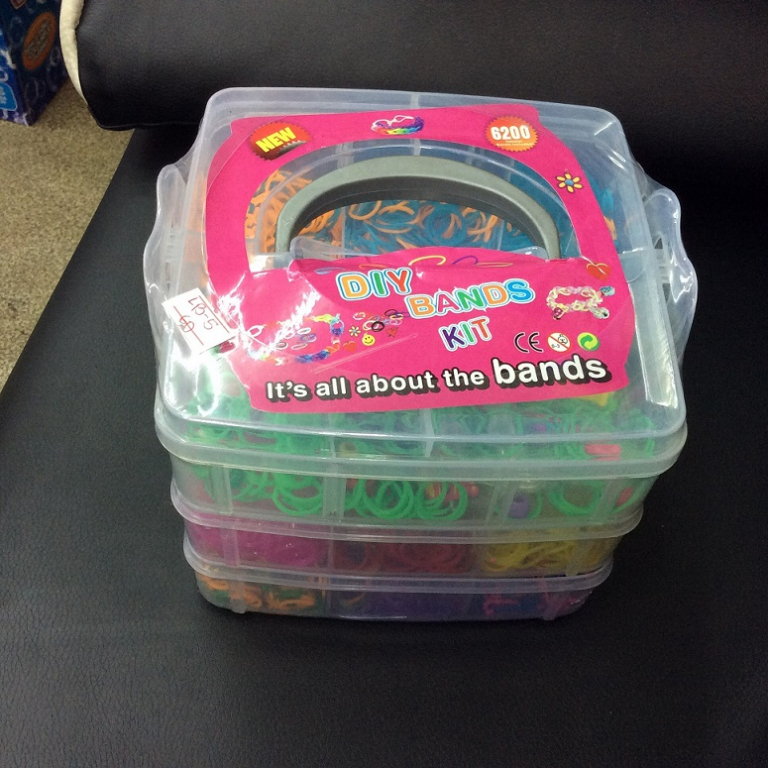 NEW
6200
DIY
BANDS
KIT
CE
It's all about the bands